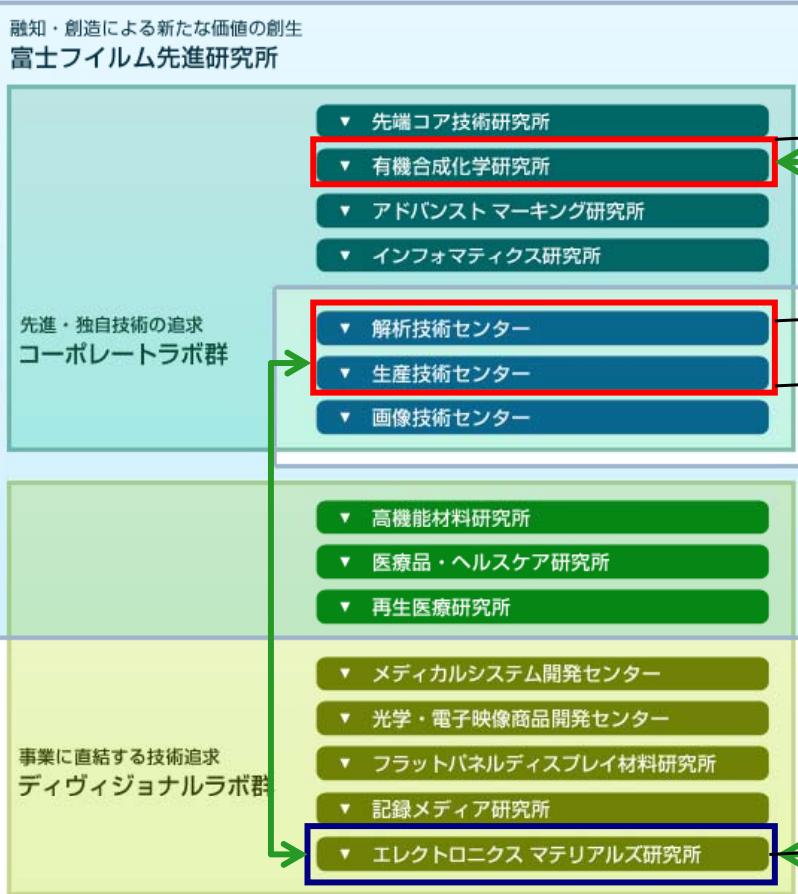 融知・創造による新たな価値の創生
富士フイルム先進研究所
▼ 先端コア技術研究所
▼ 有機合成化学研究所
▼ アドバンスト マーキング研究所
▼ インフォマティクス研究所
先進・独自技術の追求
コーポレートラボ群
▼ 解析技術センター
▼ 生産技術センター
▼ 画像技術センター
▼ 高機能材料研究所
▼ 医療品・ヘルスケア研究所
▼ 再生医療研究所
▼ メディカルシステム開発センター
▼ 光学・電子映像商品開発センター
事業に直結する技術追求
ディヴィジョナルラボ群
▼ フラットパネルディスプレイ材料研究所
▼ 記録メディア研究所
▼ エレクトロニクス マテリアルズ研究所